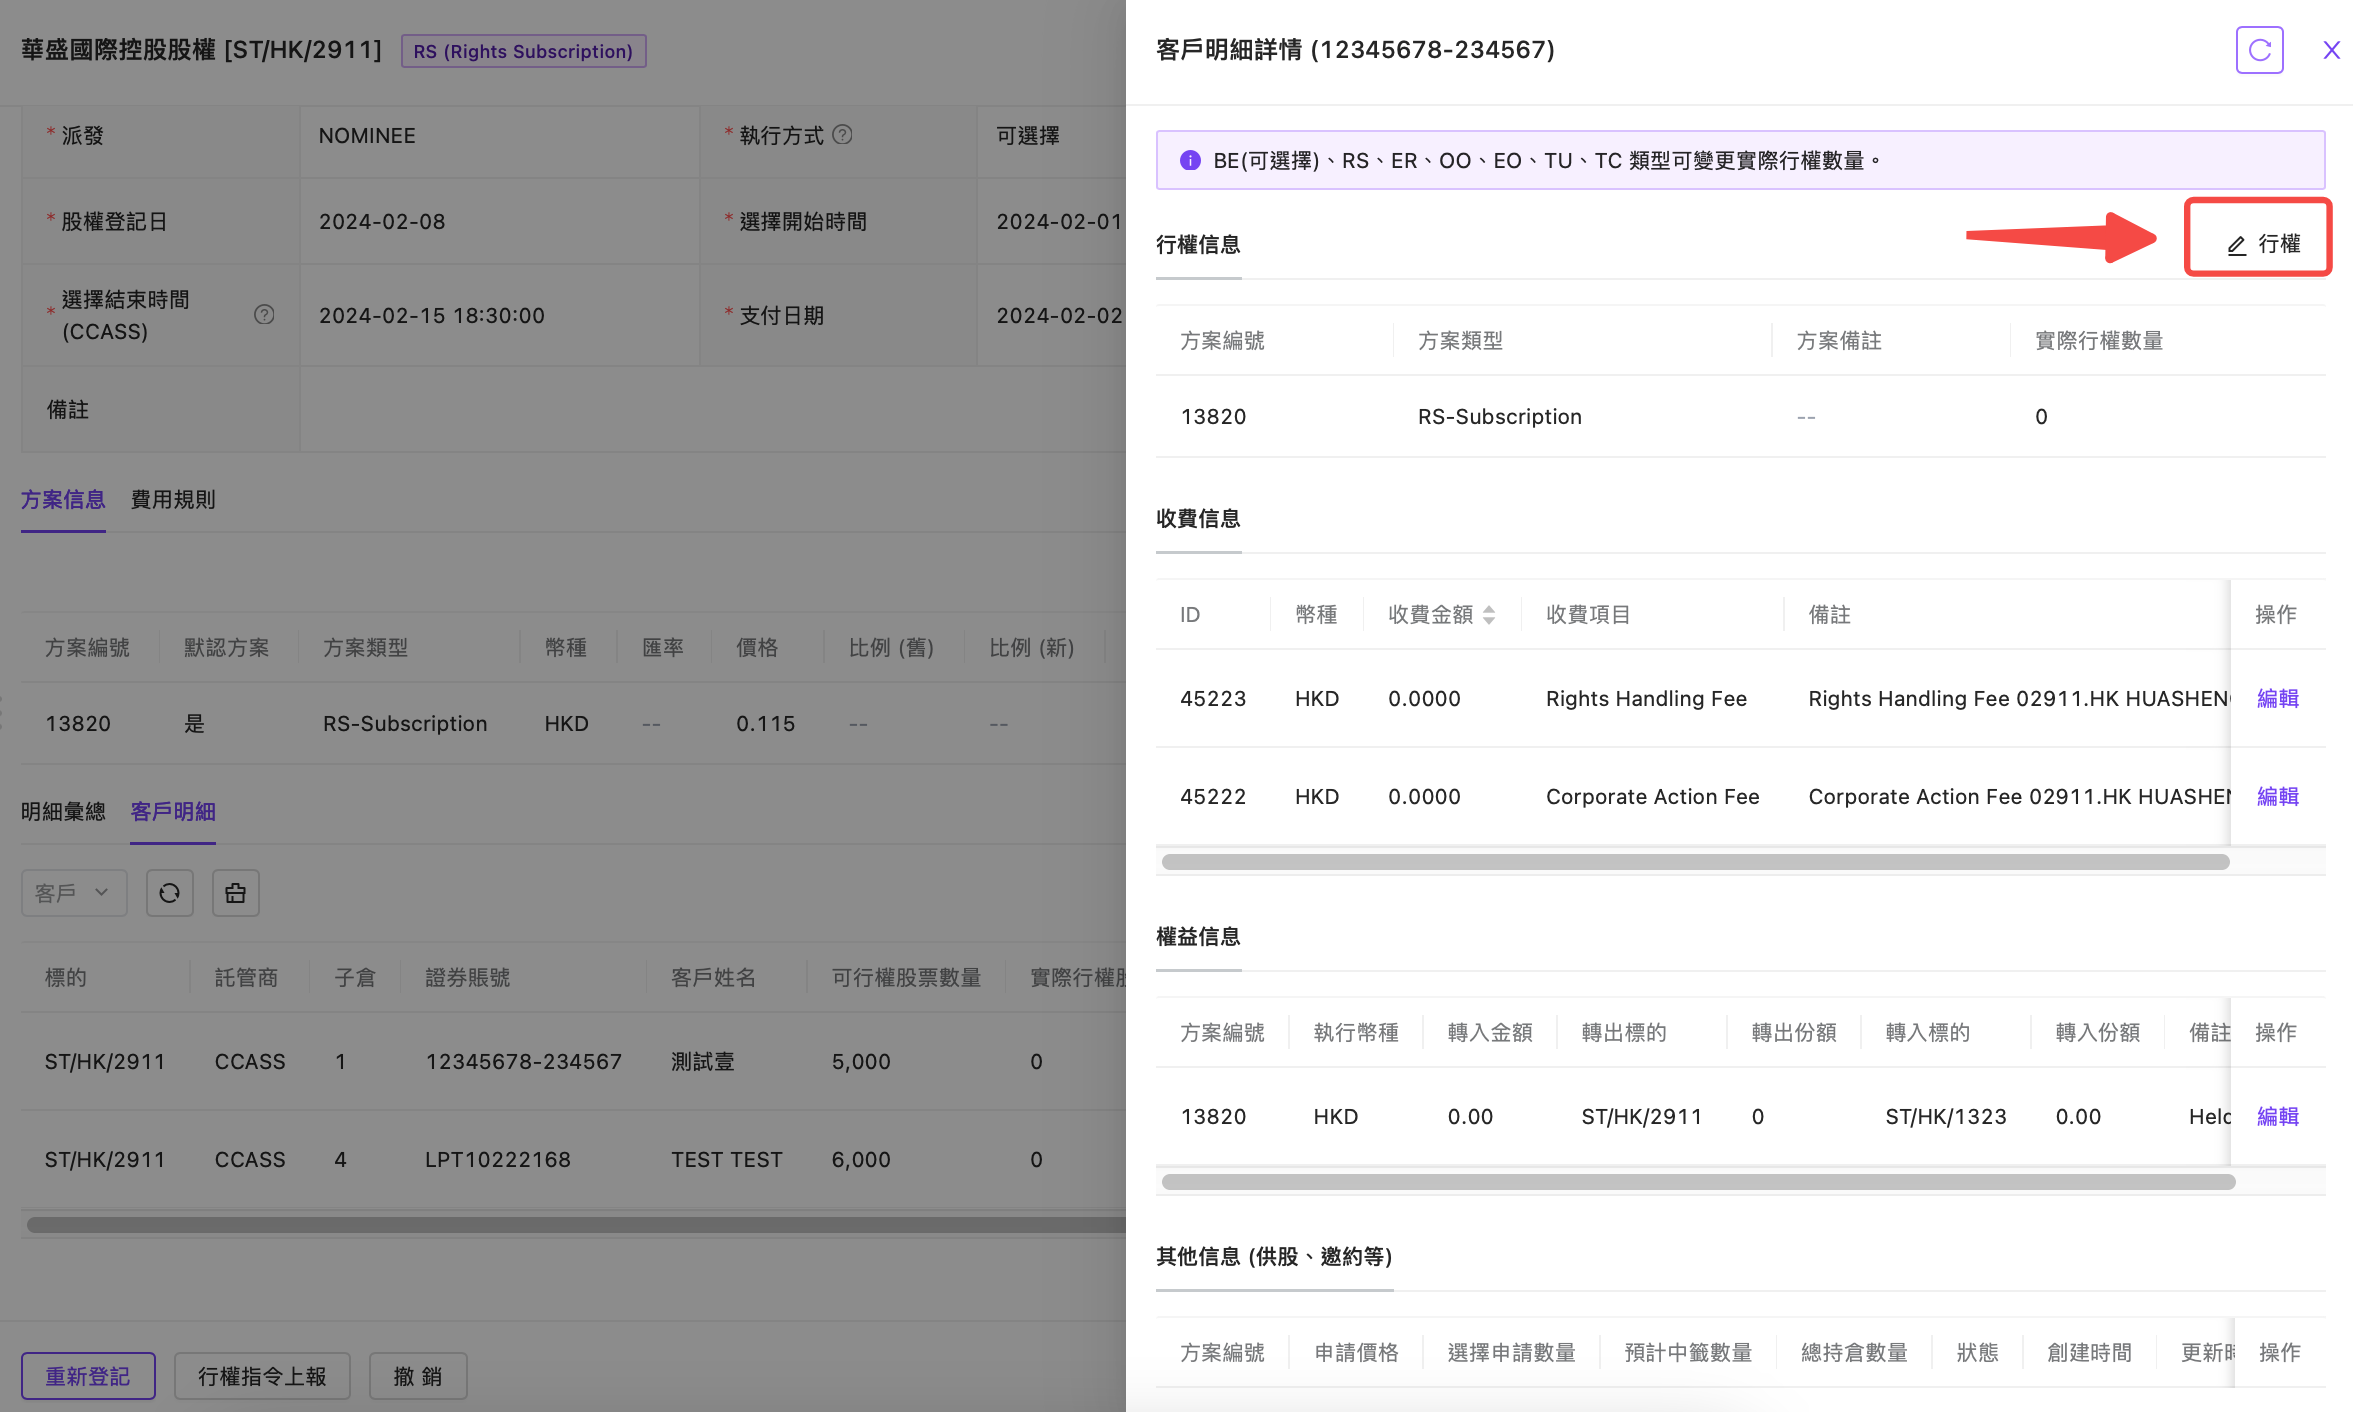 華盛國際控股股權 [ST/HK/2911] RS (Rights Subscription)
* 派發 NOMINEE * 執行方式 可選擇
* 股權登記日 2024-02-08 * 選擇開始時間 2024-02-01
* 選擇結束時間 (CCASS) 2024-02-15 18:30:00 * 支付日期 2024-02-02
備註
方案信息 費用規則
方案編號 默認方案 方案類型 幣種 匯率 價格 比例 (舊) 比例 (新)
13820 是 RS-Subscription HKD -- 0.115 -- --
明細彙總 客戶明細
客戶
標的 託管商 子倉 證券賬號 客戶姓名 可行權股票數量 實際行權
ST/HK/2911 CCASS 1 12345678-234567 測試壹 5,000 0
ST/HK/2911 CCASS 4 LPT10222168 TEST TEST 6,000 0
重新登記 行權指令上報 撤 銷
客戶明細詳情 (12345678-234567)
BE(可選擇)、RS、ER、OO、EO、TU、TC 類型可變更實際行權數量。
行權信息 行權
方案編號 方案類型 方案備註 實際行權數量
13820 RS-Subscription -- 0
收費信息
ID 幣種 收費金額 收費項目 備註 操作
45223 HKD 0.0000 Rights Handling Fee Rights Handling Fee 02911.HK HUASHEN 編輯
45222 HKD 0.0000 Corporate Action Fee Corporate Action Fee 02911.HK HUASHE 編輯
權益信息
方案編號 執行幣種 轉入金額 轉出標的 轉出份額 轉入標的 轉入份額 備註 操作
13820 HKD 0.00 ST/HK/2911 0 ST/HK/1323 0.00 Held 編輯
其他信息 (供股、邀約等)
方案編號 申請價格 選擇申請數量 預計中籤數量 總持倉數量 狀態 創建時間 更新時 操作